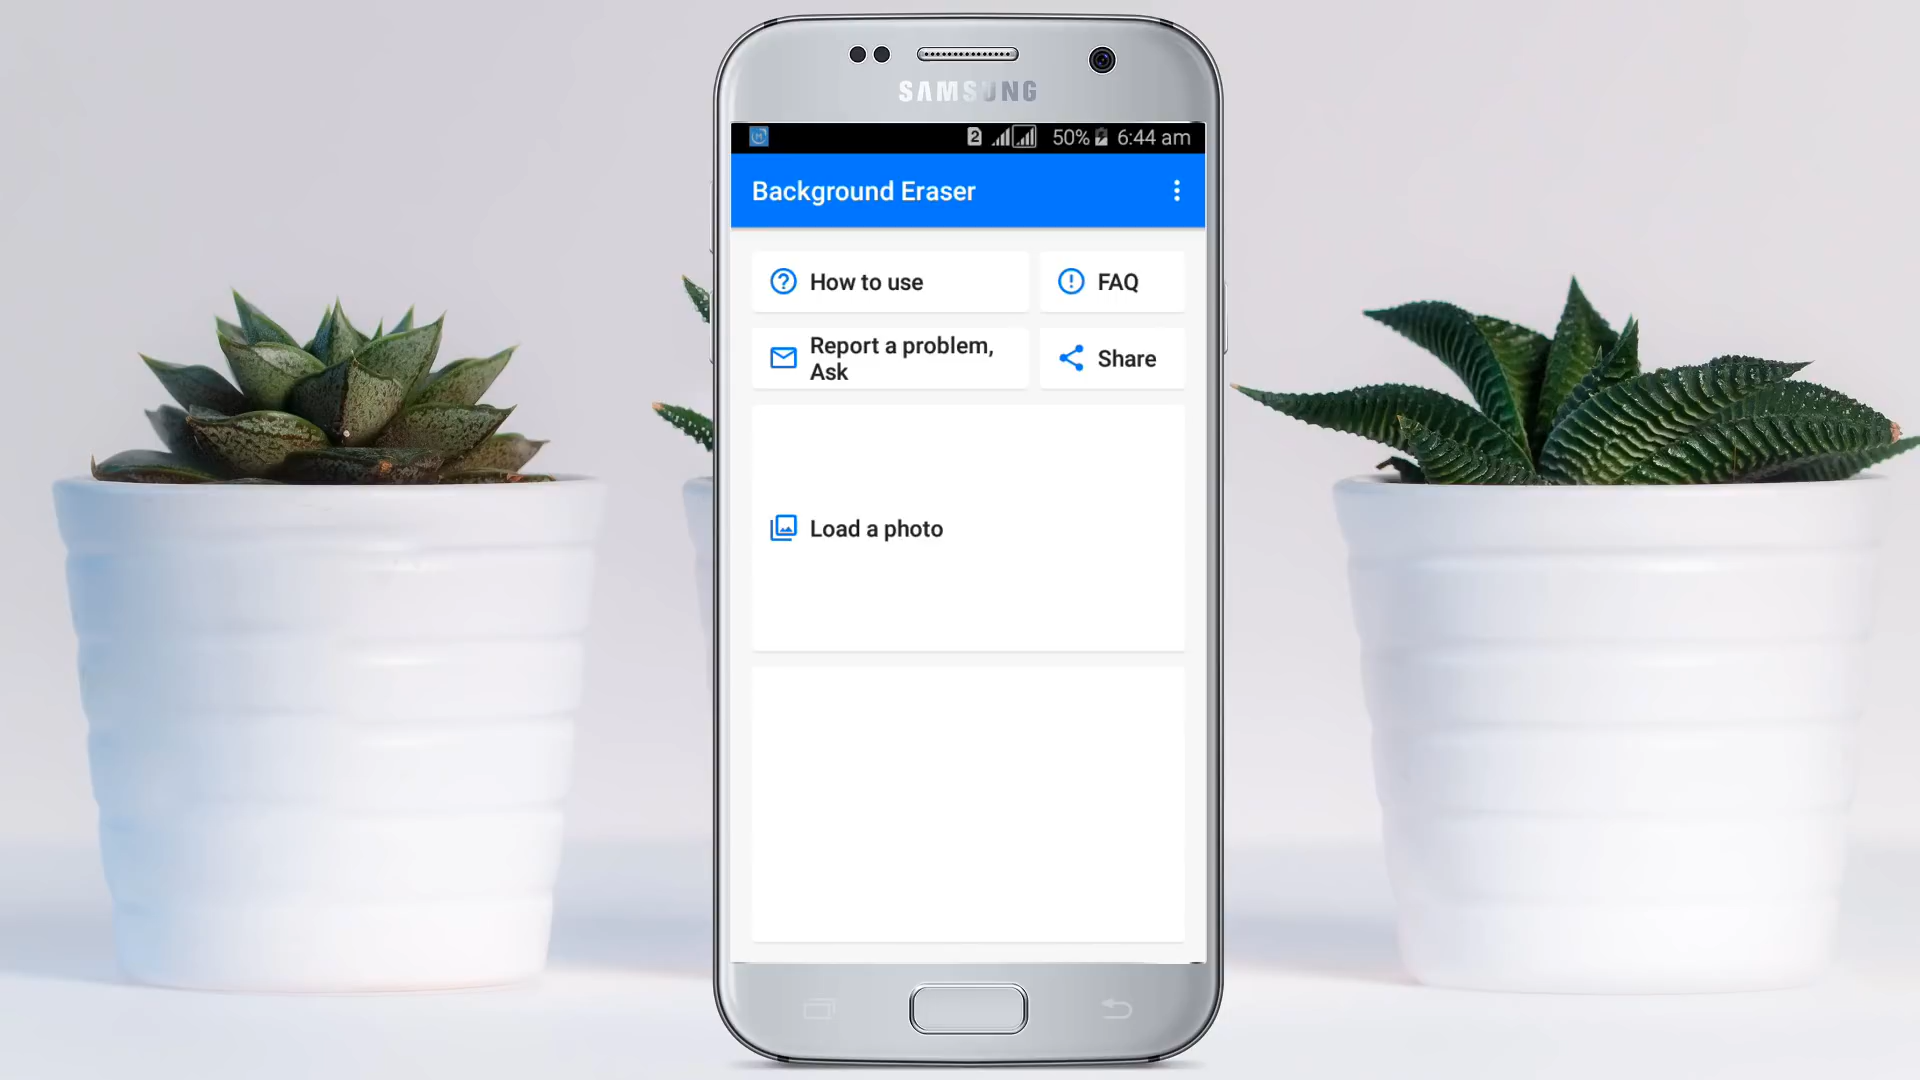 SAMSUNG
2 50% 6:44 am
Background Eraser
How to use
FAQ
Report a problem,
Ask
Share
Load a photo